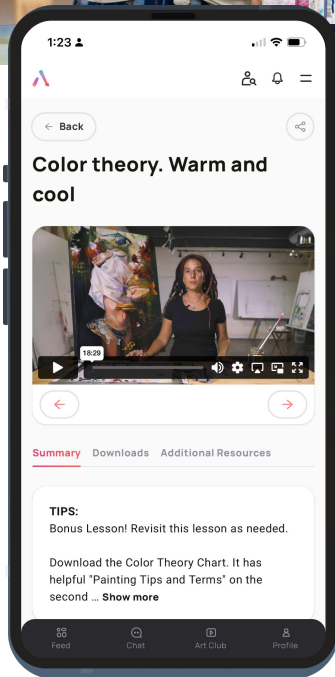 1:23
← Back
Color theory. Warm and
cool
18:29
Summary Downloads Additional Resources
TIPS:
Bonus Lesson! Revisit this lesson as needed.
Download the Color Theory Chart. It has
helpful "Painting Tips and Terms" on the
second ... Show more
Feed Chat Art Club Profile